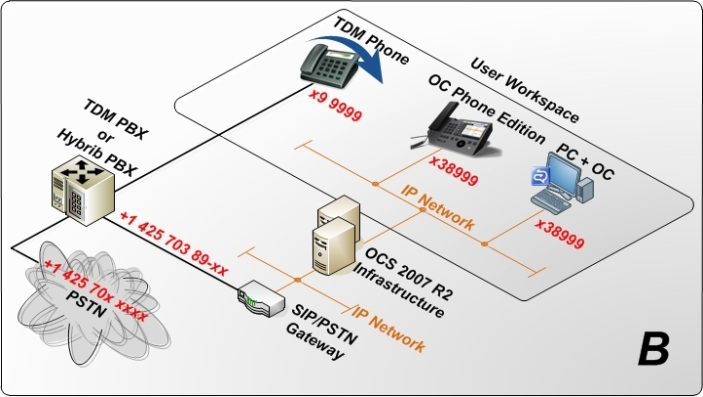 TDM Phone
User Workspace
OC Phone Edition
x9 9999
TDM PBX
or
Hybrib PBX
PC + OC
x38999
IP Network
x38999
+1 425 703 89-xx
OCS 2007 R2
Infrastructure
+1 425 70x xxxx
PSTN
SIP/PSTN
Gateway
IP Network
B